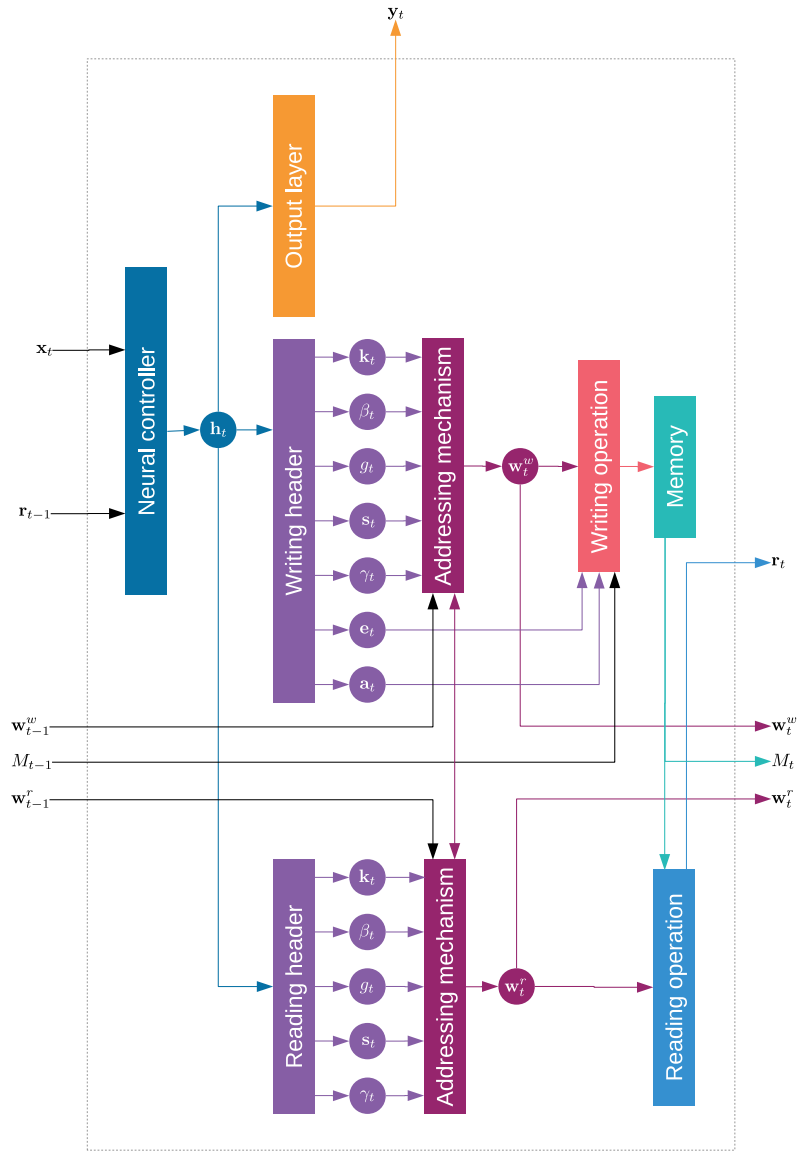 y_t
Output layer
Neural controller
x_t
r_{t-1}
h_t
Writing header
k_t
β_t
g_t
s_t
γ_t
e_t
a_t
Addressing mechanism
w_t^w
Writing operation
Memory
r_t
w_{t-1}^w
M_{t-1}
w_{t-1}^r
w_t^w
M_t
w_t^r
Reading header
k_t
β_t
g_t
s_t
γ_t
Addressing mechanism
w_t^r
Reading operation